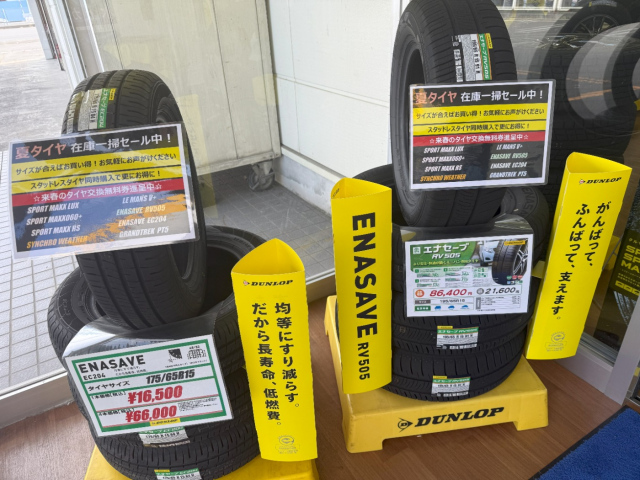 夏タイヤ 在庫一掃セール中！
サイズが合えばお買い得！お気軽にお声がけください
スタッドレスタイヤ同時購入で更にお得に！
☆来春のタイヤ交換無料券進呈中☆
SPORT MAXX LUX
SPORT MAXX060+
SPORT MAXX RS
SYNCHRO WEATHER
LE MANS V+
ENASAVE RV505
ENASAVE EC204
GRANDTREK PT5
ENASAVE
EC204
タイヤサイズ 175/65R15
¥16,500
¥66,000
DUNLOP
均等にすり減らす。
だから長寿命、低燃費。
夏タイヤ 在庫一掃セール中！
サイズが合えばお買い得！お気軽にお声がけください
スタッドレスタイヤ同時購入で更にお得に！
☆来春のタイヤ交換無料券進呈中☆
SPORT MAXX LUX
SPORT MAXX060+
SPORT MAXX RS
SYNCHRO WEATHER
LE MANS V+
ENASAVE RV505
ENASAVE EC204
GRANDTREK PT5
ENASAVE RV505
エナセーブ
RV505
86,400円
21,600円
DUNLOP
DUNLOP
がんばって、
ふんばって、支えます。